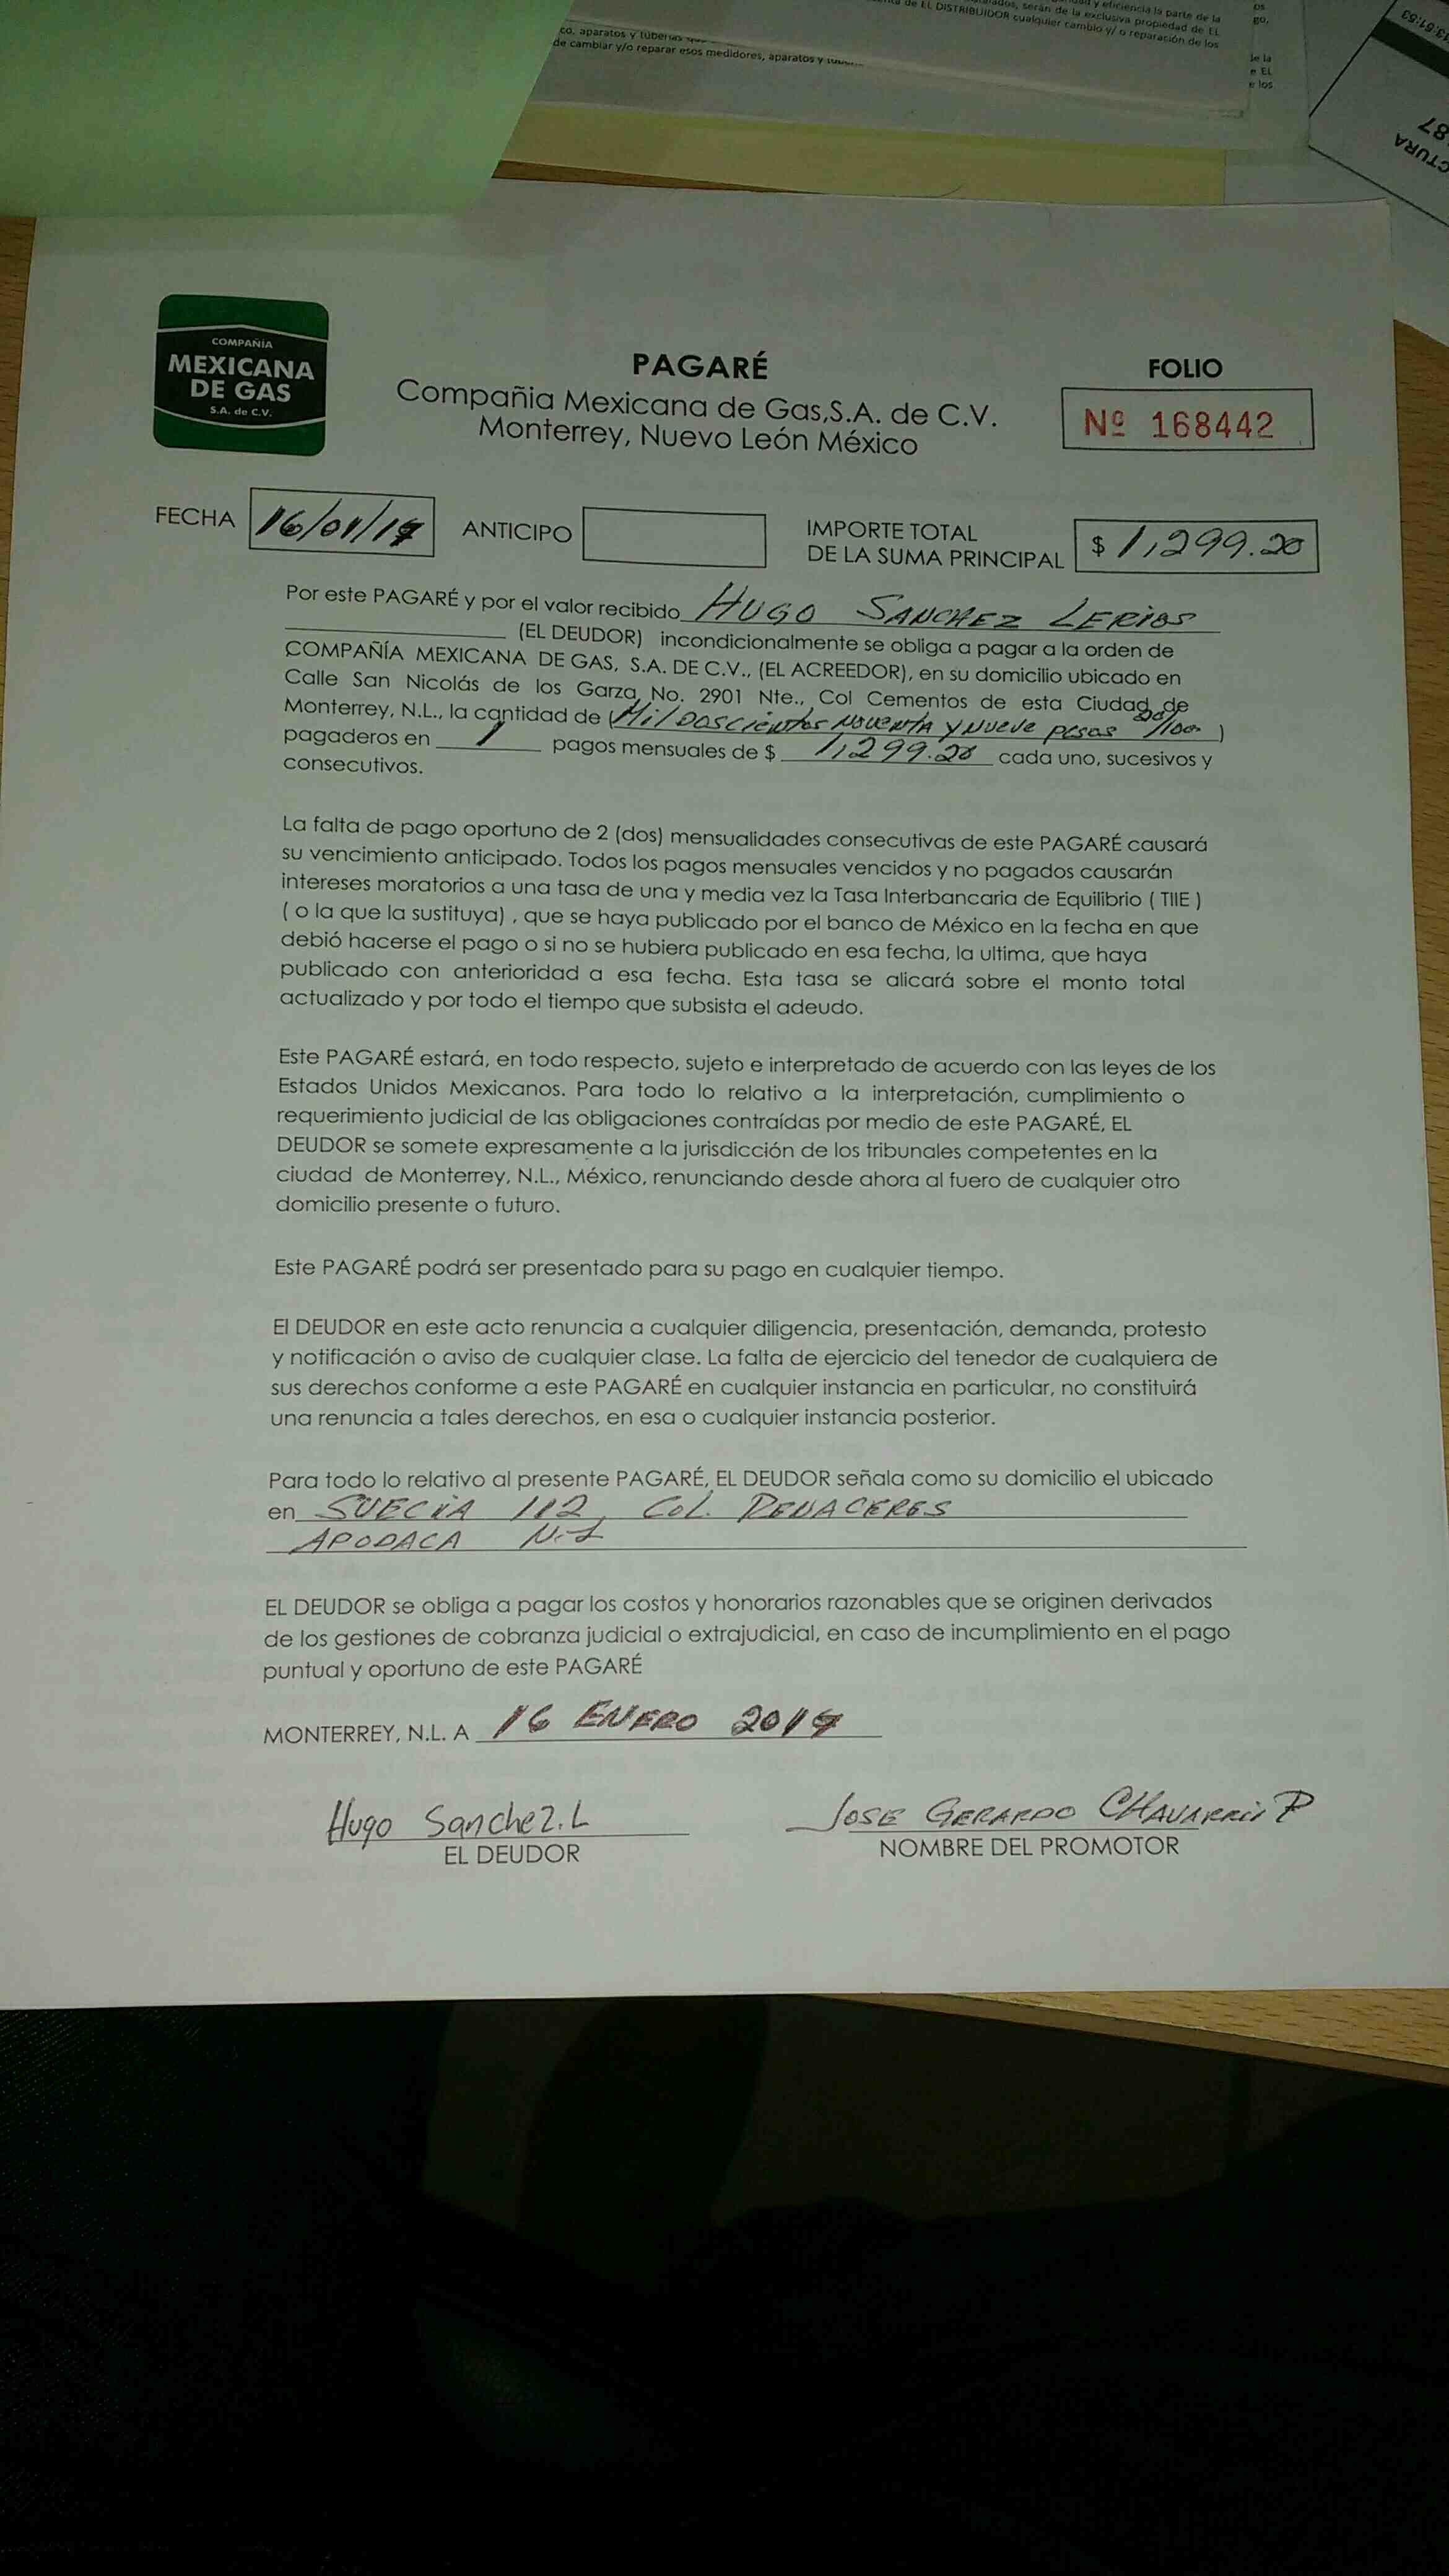 co, aparatos y tuberías
de cambiar y/o reparar esos medidores, aparatos y
y eficiencia la parte de la
serán de la exclusiva propiedad de EL
de EL DISTRIBUIDOR cualquier cambio y/ o reparación de los
os
go,
de la
e EL
e los
87
CTURA
COMPAÑÍA
MEXICANA
DE GAS
S.A. de C.V.
PAGARÉ
Compañia Mexicana de Gas,S.A. de C.V.
Monterrey, Nuevo León México
FOLIO
Nº 168442
FECHA 16/01/19 ANTICIPO IMPORTE TOTAL
DE LA SUMA PRINCIPAL $ 1,299.20
Por este PAGARÉ y por el valor recibido HUGO SANCHEZ LERIOS
(EL DEUDOR) incondicionalmente se obliga a pagar a la orden de
COMPAÑÍA MEXICANA DE GAS, S.A. DE C.V., (EL ACREEDOR), en su domicilio ubicado en
Calle San Nicolás de los Garza, No. 2901 Nte., Col Cementos de esta Ciudad de
Monterrey, N.L., la cantidad de (Mil DOScientos NOVENTA Y NUEVE pesos 20/100 )
pagaderos en 1 pagos mensuales de $ 1,299.20 cada uno, sucesivos y
consecutivos.
La falta de pago oportuno de 2 (dos) mensualidades consecutivas de este PAGARÉ causará
su vencimiento anticipado. Todos los pagos mensuales vencidos y no pagados causarán
intereses moratorios a una tasa de una y media vez la Tasa Interbancaria de Equilibrio ( TIIE )
( o la que la sustituya) , que se haya publicado por el banco de México en la fecha en que
debió hacerse el pago o si no se hubiera publicado en esa fecha, la ultima, que haya
publicado con anterioridad a esa fecha. Esta tasa se alicará sobre el monto total
actualizado y por todo el tiempo que subsista el adeudo.
Este PAGARÉ estará, en todo respecto, sujeto e interpretado de acuerdo con las leyes de los
Estados Unidos Mexicanos. Para todo lo relativo a la interpretación, cumplimiento o
requerimiento judicial de las obligaciones contraídas por medio de este PAGARÉ, EL
DEUDOR se somete expresamente a la jurisdicción de los tribunales competentes en la
ciudad de Monterrey, N.L., México, renunciando desde ahora al fuero de cualquier otro
domicilio presente o futuro.
Este PAGARÉ podrá ser presentado para su pago en cualquier tiempo.
El DEUDOR en este acto renuncia a cualquier diligencia, presentación, demanda, protesto
y notificación o aviso de cualquier clase. La falta de ejercicio del tenedor de cualquiera de
sus derechos conforme a este PAGARÉ en cualquier instancia en particular, no constituirá
una renuncia a tales derechos, en esa o cualquier instancia posterior.
Para todo lo relativo al presente PAGARÉ, EL DEUDOR señala como su domicilio el ubicado
en SUECIA 112, COL. RENACERES
APODACA N.L
EL DEUDOR se obliga a pagar los costos y honorarios razonables que se originen derivados
de los gestiones de cobranza judicial o extrajudicial, en caso de incumplimiento en el pago
puntual y oportuno de este PAGARÉ
MONTERREY, N.L. A 16 ENERO 2019
Hugo Sanchez.L
EL DEUDOR
JOSE GERARDO CHAVARRIA P
NOMBRE DEL PROMOTOR